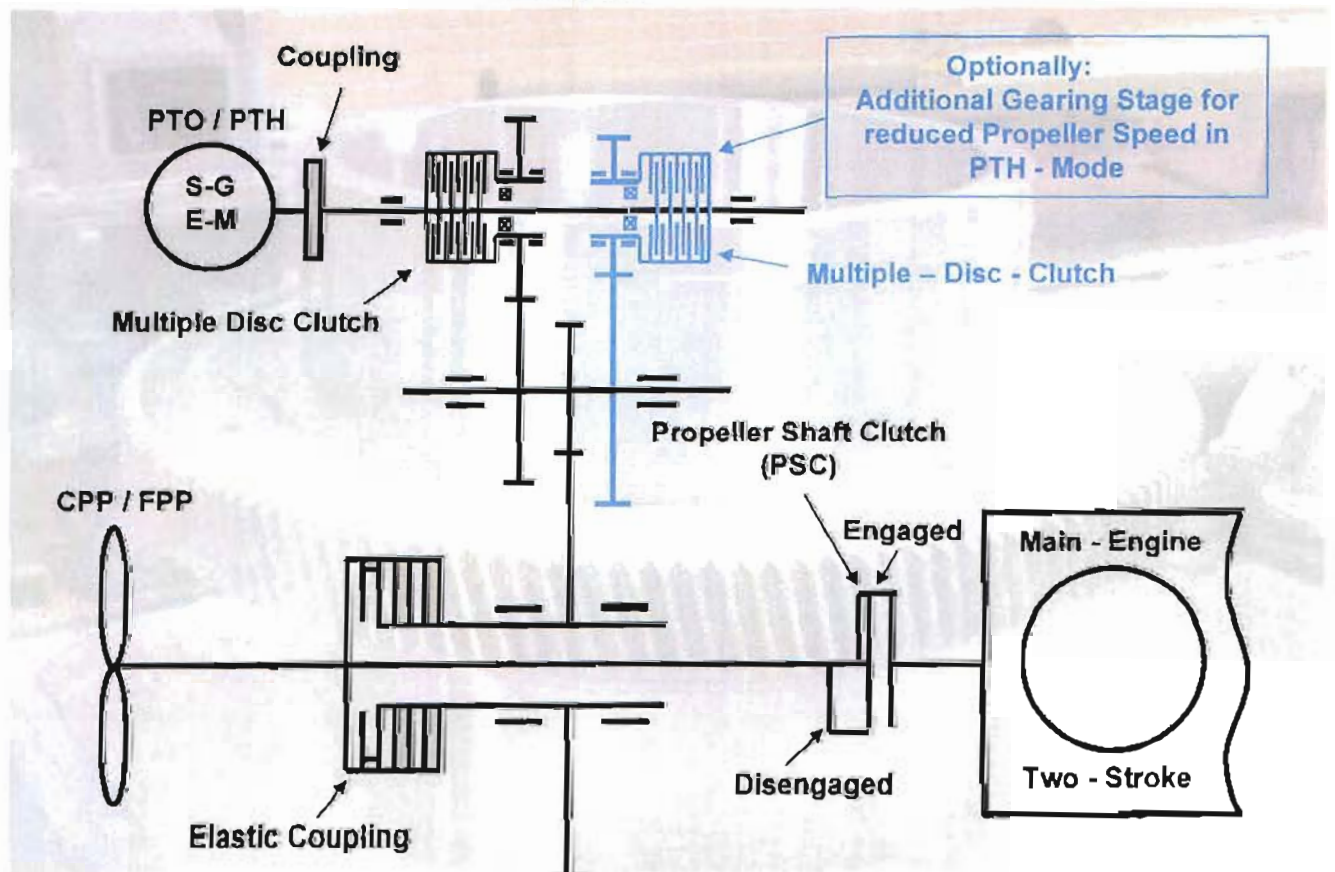 Coupling
PTO / PTH
S-G
E-M
Multiple Disc Clutch
Optionally:
Additional Gearing Stage for
reduced Propeller Speed in
PTH - Mode
Multiple – Disc - Clutch
Propeller Shaft Clutch
(PSC)
CPP / FPP
Engaged
Main - Engine
Two - Stroke
Disengaged
Elastic Coupling